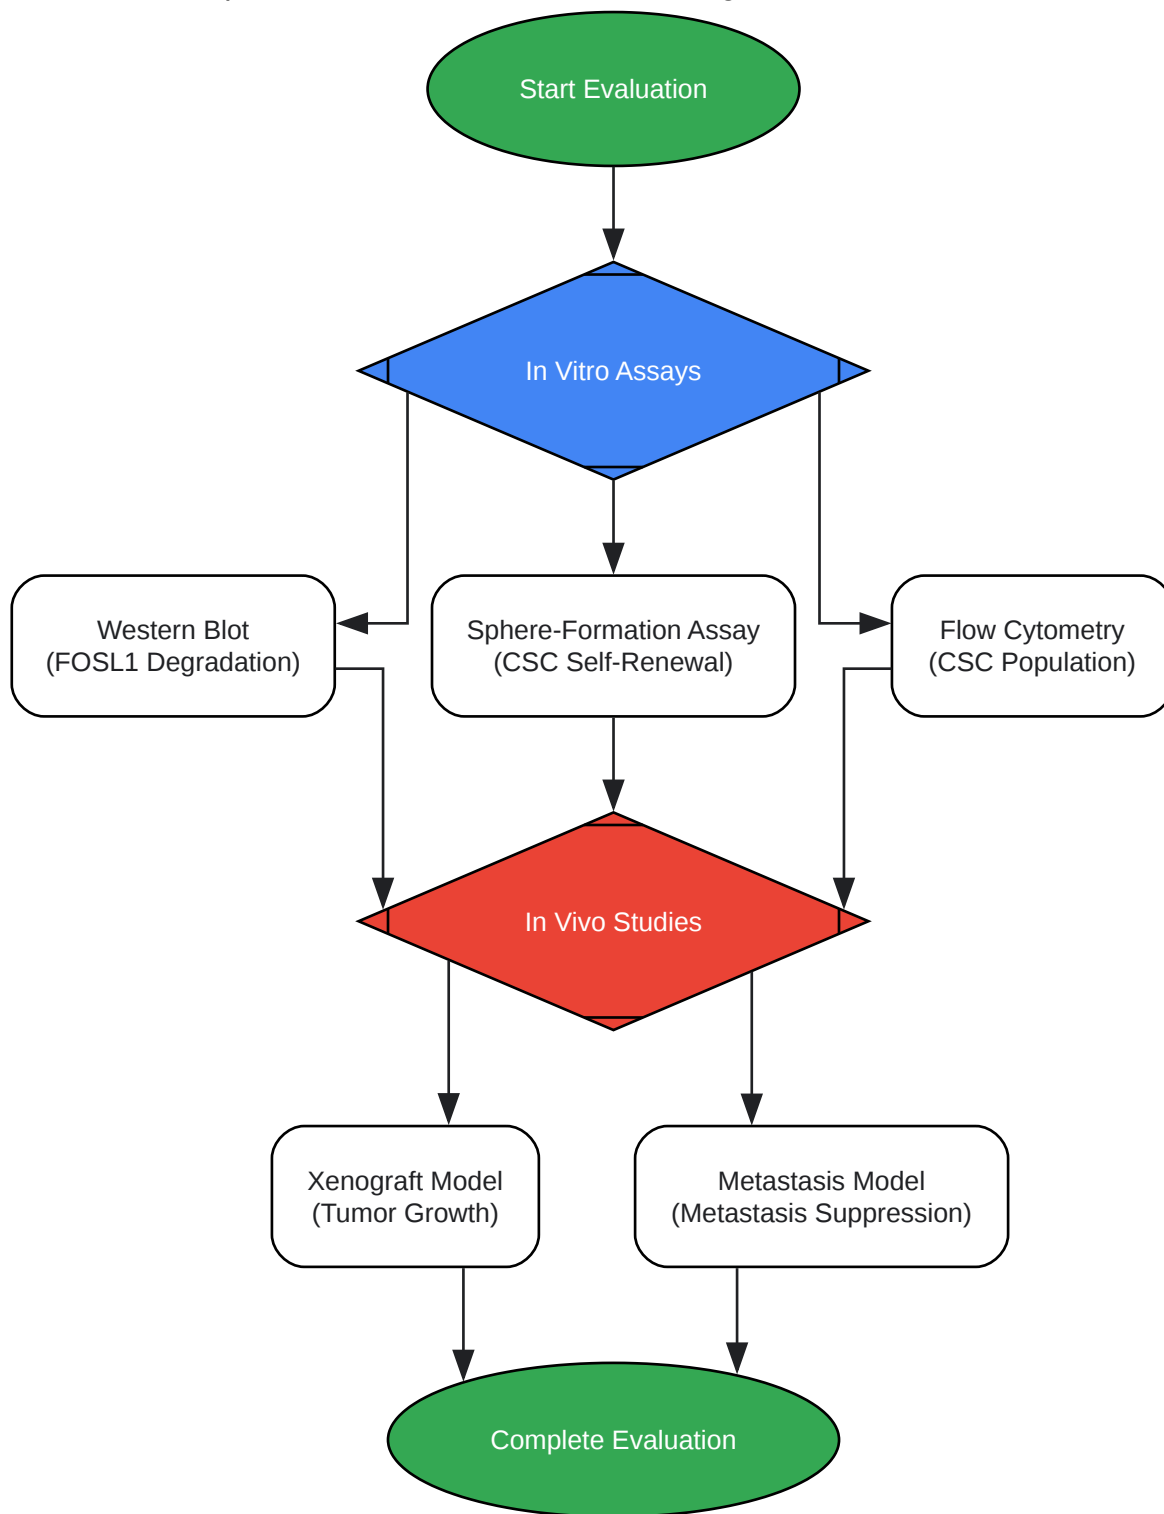 Start Evaluation
In Vitro Assays
Western Blot
(FOSL1 Degradation)
Sphere-Formation Assay
(CSC Self-Renewal)
Flow Cytometry
(CSC Population)
In Vivo Studies
Xenograft Model
(Tumor Growth)
Metastasis Model
(Metastasis Suppression)
Complete Evaluation